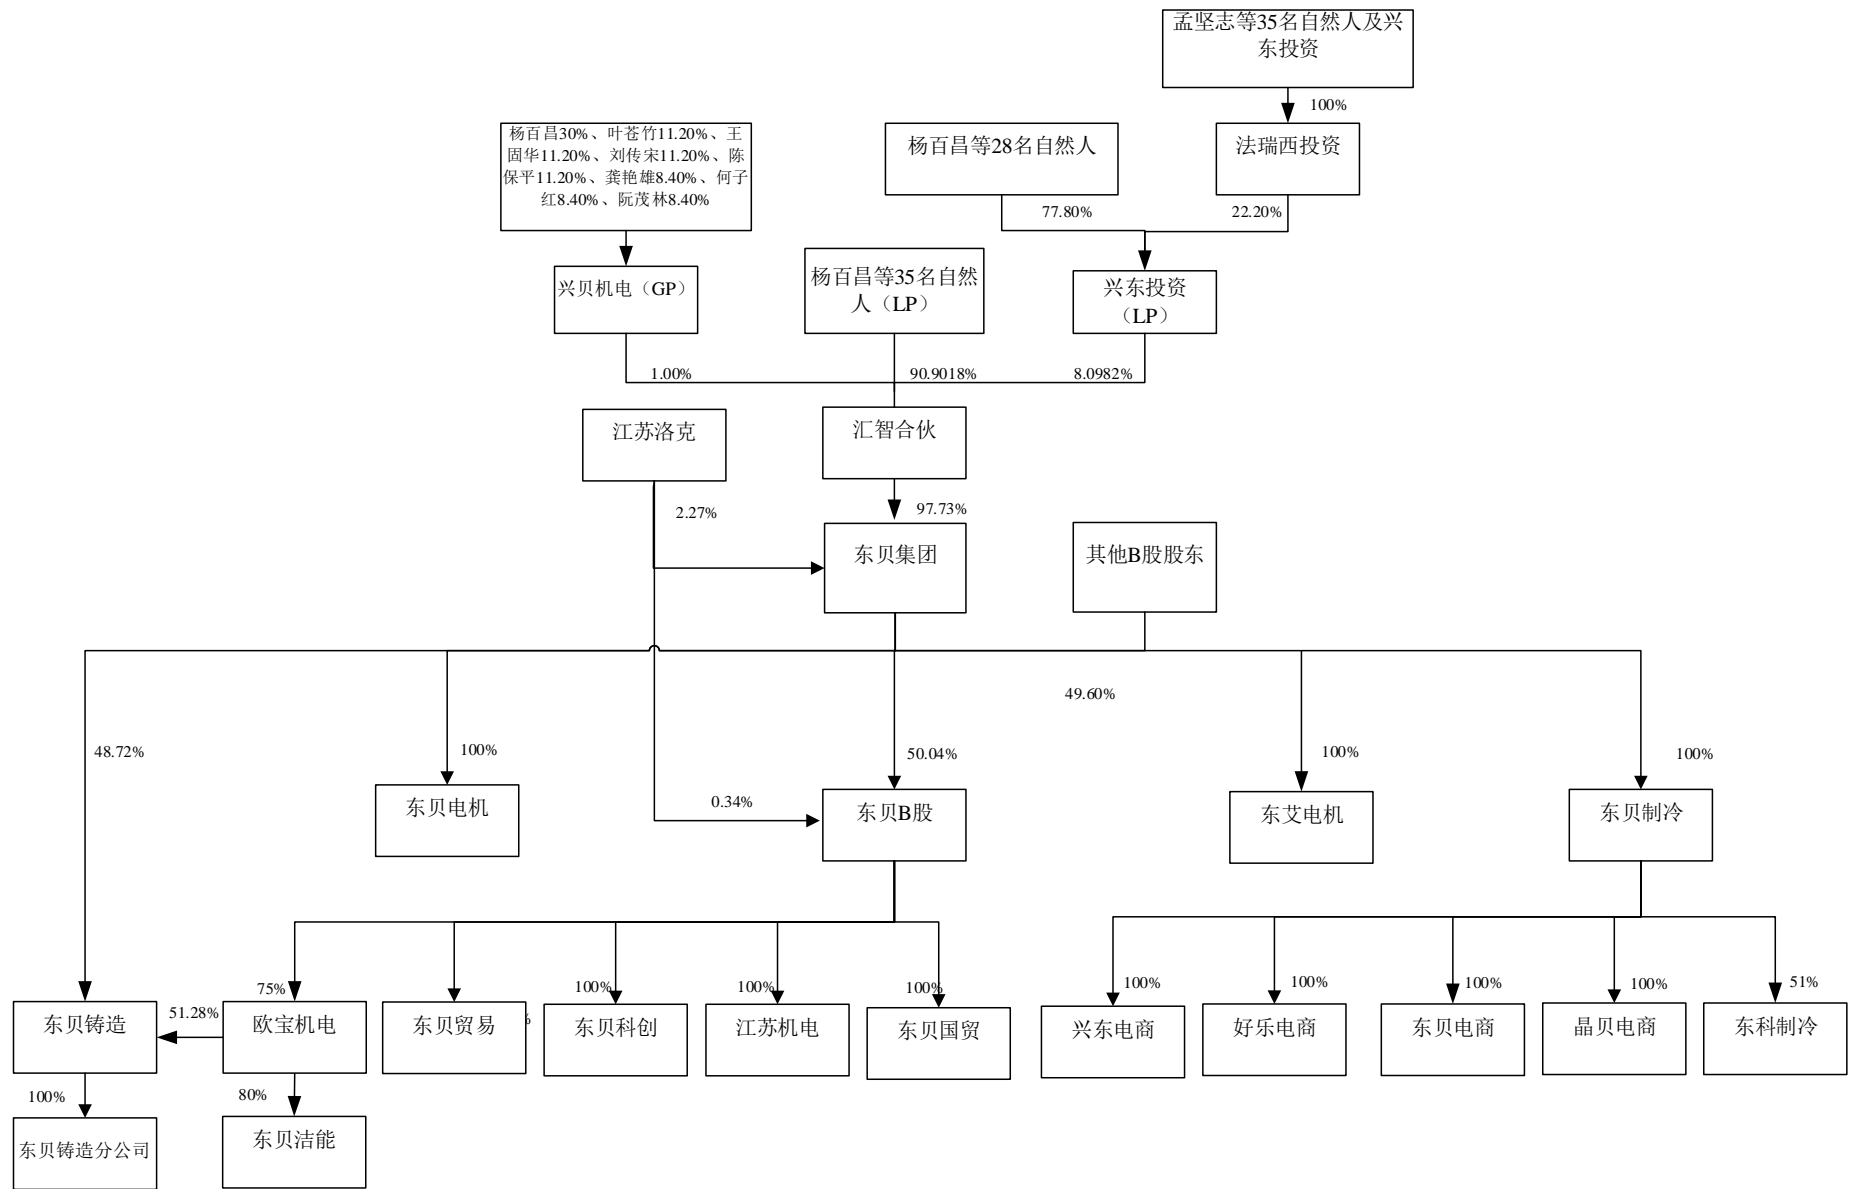 孟坚志等35名自然人及兴
东投资
100%
杨百昌30%、叶苍竹11.20%、王
固华11.20%、刘传宋11.20%、陈
保平11.20%、龚艳雄8.40%、何子
红8.40%、阮茂林8.40%
杨百昌等28名自然人
法瑞西投资
77.80%
22.20%
兴贝机电（GP）
杨百昌等35名自然
人（LP）
兴东投资
（LP）
1.00%
90.9018%
8.0982%
江苏洛克
汇智合伙
2.27%
97.73%
东贝集团
其他B股股东
49.60%
48.72%
100%
50.04%
100%
100%
0.34%
东贝电机
东贝B股
东艾电机
东贝制冷
75%
100%
100%
100%
100%
100%
100%
100%
51%
51.28%
东贝铸造
欧宝机电
东贝贸易
%
东贝科创
江苏机电
东贝国贸
兴东电商
好乐电商
东贝电商
晶贝电商
东科制冷
100%
80%
东贝铸造分公司
东贝洁能